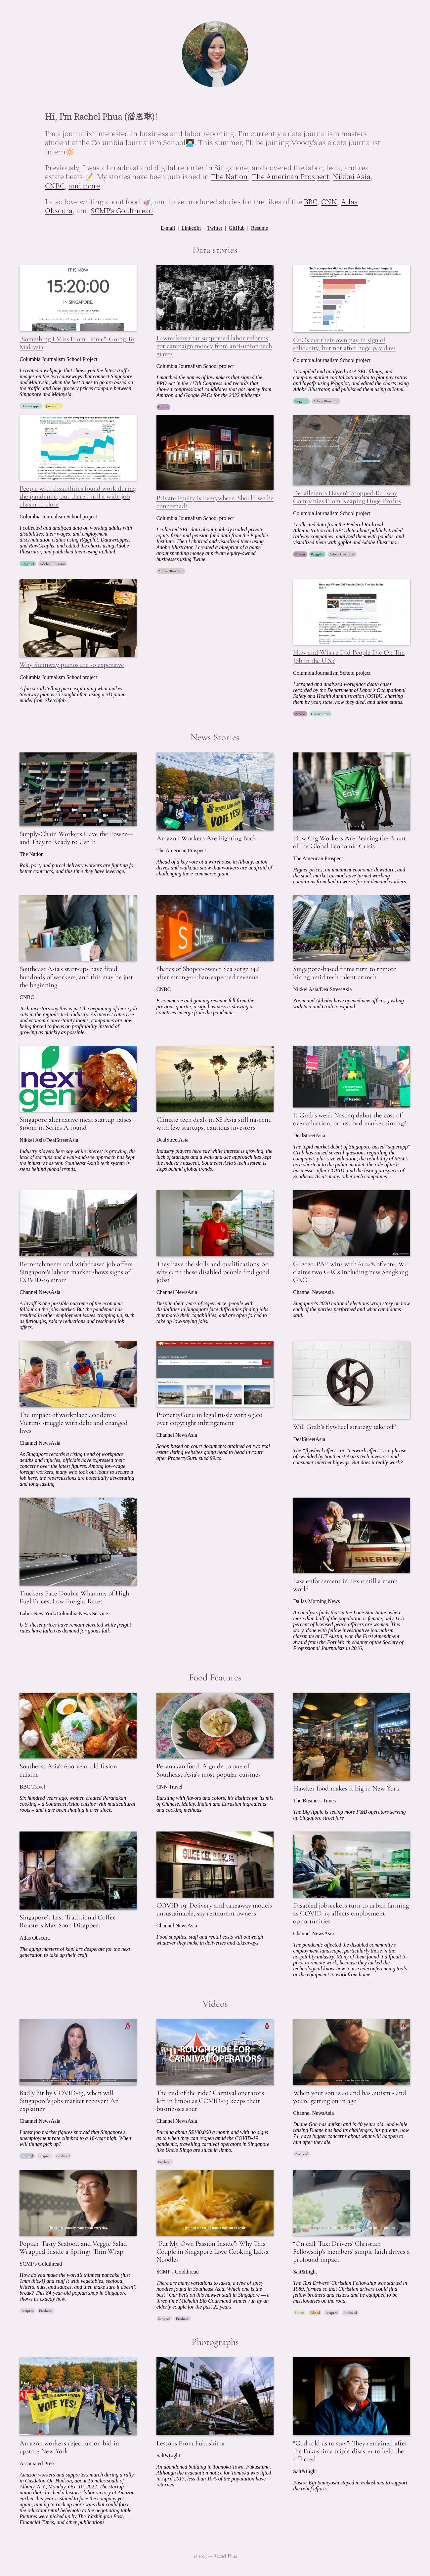 Hi, I'm Rachel Phua (潘恩琳)!
I'm a journalist interested in business and labor reporting. I'm currently a data journalism masters
student at the Columbia Journalism School👩🏻‍💻. This summer, I'll be joining Moody's as a data journalist
intern🔆.
Previously, I was a broadcast and digital reporter in Singapore, and covered the labor, tech, and real
estate beats 📝. My stories have been published in The Nation, The American Prospect, Nikkei Asia,
CNBC, and more.
I also love writing about food 🥡, and have produced stories for the likes of the BBC, CNN, Atlas
Obscura, and SCMP's Goldthread.
E-mail | LinkedIn | Twitter | GitHub | Resume
Data stories
IT IS NOW
15:20:00
IN SINGAPORE.
"Something I Miss From Home": Going To
Malaysia
Columbia Journalism School Project
I created a webpage that shows you the latest traffic
images on the two causeways that connect Singapore
and Malaysia, when the best times to go are based on
the traffic, and how grocery prices compare between
Singapore and Malaysia.
Datawrapper Javascript
Lawmakers that supported labor reforms
got campaign money from anti-union tech
giants
Columbia Journalism school project
I matched the names of lawmakers that signed the
PRO Act in the 117th Congress and records that
showed congressional candidates that got money from
Amazon and Google PACs for the 2022 midterms.
Pandas
CEOs cut their own pay in sign of
solidarity, but not after huge pay days
Columbia Journalism School project
I compiled and analyzed 14-A SEC filings, and
company market capitalization data to get pay ratios
and layoffs using R/ggplot, and edited the charts using
Adobe Illustrator, and published them using ai2html.
R/ggplot Adobe Illustrator
People with disabilities found work during
the pandemic, but there's still a wide job
chasm to close
Columbia Journalism School project
I collected and analyzed data on working adults with
disabilities, their wages, and employment
discrimination claims using R/ggplot, Datawrapper,
and RawGraphs. I edited the charts using Adobe
Illustrator, and published them using ai2html.
R/ggplot Adobe Illustrator
Private Equity is Everywhere. Should we be
concerned?
Columbia Journalism School project
I collected SEC data about publicly traded private
equity firms and pension fund data from the Equable
Institute. Then I charted and visualized them using
Adobe Illustrator. I created a blueprint of a game
about spending money at private equity-owned
businesses using Twine.
Adobe Illustrator
Derailments Haven't Stopped Railway
Companies From Reaping Huge Profits
Columbia Journalism School project
I collected data from the Federal Railroad
Administration and SEC data about publicly traded
railway companies, analyzed them with pandas, and
visualized them with ggplot and Adobe Illustrator.
Pandas R/ggplot Adobe Illustrator
Why Steinway pianos are so expensive
Columbia Journalism School project
A fun scrollytelling piece explaining what makes
Steinway pianos so sought after, using a 3D piano
model from Sketchfab.
How and Where Did People Die On The Job in the
U.S.?
How and Where Did People Die On The
Job in the U.S.?
Columbia Journalism School project
I scraped and analyzed workplace death cases
recorded by the Department of Labor's Occupational
Safety and Health Administration (OSHA), charting
them by year, state, how they died, and union status.
Pandas Datawrapper
News Stories
Supply-Chain Workers Have the Power—
and They're Ready to Use It
The Nation
Rail, port, and parcel delivery workers are fighting for
better contracts, and this time they have leverage.
VOTE YES!
Amazon Workers Are Fighting Back
The American Prospect
Ahead of a key vote at a warehouse in Albany, union
drives and walkouts show that workers are unafraid of
challenging the e-commerce grant.
Eats
How Gig Workers Are Bearing the Brunt
of the Global Economic Crisis
The American Prospect
Higher prices, an imminent economic downturn, and
the stock market turmoil have turned working
conditions from bad to worse for on-demand workers.
Southeast Asia's start-ups have fired
hundreds of workers, and this may be just
the beginning
CNBC
Tech investors say this is just the beginning of more job
cuts in the region's tech industry. As interest rates rise
and economic uncertainty looms, companies are now
being forced to focus on profitability instead of
growing as quickly as possible.
Shopee
Shares of Shopee-owner Sea surge 14%
after stronger-than-expected revenue
CNBC
E-commerce and gaming revenue fell from the
previous quarter, a sign business is slowing as
countries emerge from the pandemic.
Singapore-based firms turn to remote
hiring amid tech talent crunch
Nikkei Asia/DealStreetAsia
Zoom and Alibaba have opened new offices, jostling
with Sea and Grab to expand.
next
gen
Singapore alternative meat startup raises
$100m in Series A round
Nikkei Asia/DealStreetAsia
Industry players here say while interest is growing, the
lack of startups and a wait-and-see approach has kept
the industry nascent. Southeast Asia's tech system is
steps behind global trends.
Climate tech deals in SE Asia still nascent
with few startups, cautious investors
DealStreetAsia
Industry players here say while interest is growing, the
lack of startups and a wait-and-see approach has kept
the industry nascent. Southeast Asia's tech system is
steps behind global trends.
Is Grab's weak Nasdaq debut the cost of
overvaluation, or just bad market timing?
DealStreetAsia
The tepid market debut of Singapore-based "superapp"
Grab has raised several questions regarding the
company's plus-size valuation, the reliability of SPACs
as a shortcut to the public market, the role of tech
businesses after COVID, and the listing prospects of
Southeast Asia's many other tech companies.
Retrenchments and withdrawn job offers:
Singapore's labour market shows signs of
COVID-19 strain
Channel NewsAsia
A layoff is one possible outcome of the economic
fallout on the job market. But the pandemic has
resulted in other employment issues cropping up, such
as furloughs, salary reductions and rescinded job
offers.
They have the skills and qualifications. So
why can't these disabled people find good
jobs?
Channel NewsAsia
Despite their years of experience, people with
disabilities in Singapore face difficulties finding jobs
that match their capabilities, and are often forced to
take up low-paying jobs.
GE2020: PAP wins with 61.24% of vote; WP
claims two GRCs including new Sengkang
GRC
Channel NewsAsia
Singapore's 2020 national elections wrap story on how
each of the parties performed and what candidates
said.
The impact of workplace accidents:
Victims struggle with debt and changed
lives
Channel NewsAsia
As Singapore records a rising trend of workplace
deaths and injuries, officials have expressed their
concerns over the latest figures. Among low-wage
foreign workers, many who took out loans to secure a
job here, the repercussions are potentially devastating
and long-lasting.
PropertyGuru in legal tussle with 99.co
over copyright infringement
Channel NewsAsia
Scoop based on court documents attained on two real
estate listing websites going head to head in court
after PropertyGuru sued 99.co.
Will Grab's flywheel strategy take off?
DealStreetAsia
The "flywheel effect" or "network effect" is a phrase
oft-wielded by Southeast Asia's tech investors and
consumer internet bigwigs. But does it really work?
Truckers Face Double Whammy of High
Fuel Prices, Low Freight Rates
Labor New York/Columbia News Service
U.S. diesel prices have remain elevated while freight
rates have fallen as demand for goods fall.
SHERIFF
Law enforcement in Texas still a man's
world
Dallas Morning News
An analysis finds that in the Lone Star State, where
more than half of the population is female, only 11.5
percent of licensed peace officers are women. This
story, done with fellow investigative journalism
classmate at UT Austin, won the First Amendment
Award from the Fort Worth chapter of the Society of
Professional Journalists in 2016.
Food Features
Southeast Asia's 600-year-old fusion
cuisine
BBC Travel
Six hundred years ago, women created Peranakan
cooking – a Southeast Asian cuisine with multicultural
roots – and have been shaping it ever since.
Peranakan food: A guide to one of
Southeast Asia's most popular cuisines
CNN Travel
Bursting with flavors and colors, it's distinct for its mix
of Chinese, Malay, Indian and Eurasian ingredients
and cooking methods.
Hawker food makes it big in New York
The Business Times
The Big Apple is seeing more F&B operators serving
up Singapore street fare
Singapore's Last Traditional Coffee
Roasters May Soon Disappear
Atlas Obscura
The aging masters of kopi are desperate for the next
generation to take up their craft.
COVID-19: Delivery and takeaway models
unsustainable, say restaurant owners
Channel NewsAsia
Food supplies, staff and rental costs will outweigh
whatever they make in deliveries and takeaways.
Disabled jobseekers turn to urban farming
as COVID-19 affects employment
opportunities
Channel NewsAsia
The pandemic affected the disabled community's
employment landscape, particularly those in the
hospitality industry. Many of them found it difficult to
pivot to remote work, because they lacked the
technological know-how to use teleconferencing tools
or the equipment to work from home.
Videos
Badly hit by COVID-19, when will
Singapore's jobs market recover? An
explainer
Channel NewsAsia
Latest job market figures showed that Singapore's
unemployment rate climbed to a 16-year high. When
will things pick up?
Featured Scripted Produced
ROUGH RIDE FOR
CARNIVAL OPERATORS
The end of the ride? Carnival operators
left in limbo as COVID-19 keeps their
businesses shut
Channel NewsAsia
Burning about S$100,000 a month and with no signs
as to when they can reopen amid the COVID-19
pandemic, travelling carnival operators in Singapore
like Uncle Ringo are stuck in limbo.
Produced
When your son is 40 and has autism - and
you're getting on in age
Channel NewsAsia
Duane Goh has autism and is 40 years old. And while
raising Duane has had its challenges, his parents, now
74, have bigger concerns about what will happen to
him after they die.
Produced
Popiah: Tasty Seafood and Veggie Salad
Wrapped Inside a Springy Thin Wrap
SCMP's Goldthread
How do you make the world's thinnest pancake (just
1mm thick!) and stuff it with vegetables, seafood,
fritters, nuts, and sauces, and then make sure it doesn't
break? This 84-year-old popiah shop in Singapore
shows us exactly how.
Scripted Produced
"Put My Own Passion Inside": Why This
Couple in Singapore Love Cooking Laksa
Noodles
SCMP's Goldthread
There are many variations to laksa, a type of spicy
noodles found in Southeast Asia. Which one is the
best? Our bet's on this hawker stall in Singapore — a
three-time Michelin Bib Gourmand winner run by an
elderly couple for the past 22 years.
Scripted Produced
"On call: Taxi Drivers' Christian
Fellowship's members' simple faith drives a
profound impact
Salt&Light
The Taxi Drivers' Christian Fellowship was started in
1989, formed so that Christian drivers could find
fellow brothers and sisters and be equipped to be
missionaries on the road.
Filmed Edited Scripted Produced
Photographs
VOTE YES!
Amazon workers reject union bid in
upstate New York
Associated Press
Amazon workers and supporters march during a rally
in Castleton-On-Hudson, about 15 miles south of
Albany, N.Y., Monday, Oct. 10, 2022. The startup
union that clinched a historic labor victory at Amazon
earlier this year is slated to face the company yet
again, aiming to rack up more wins that could force
the reluctant retail behemoth to the negotiating table.
Pictures were picked up by The Washington Post,
Financial Times, and other publications.
Lessons From Fukushima
Salt&Light
An abandoned building in Tomioka Town, Fukushima.
Although the evacuation notice for Tomioka was lifted
in April 2017, less than 10% of the population have
returned.
"God told us to stay": They remained after
the Fukushima triple-disaster to help the
afflicted
Salt&Light
Pastor Eiji Sumiyoshi stayed in Fukushima to support
the relief efforts.
© 2023 — Rachel Phua